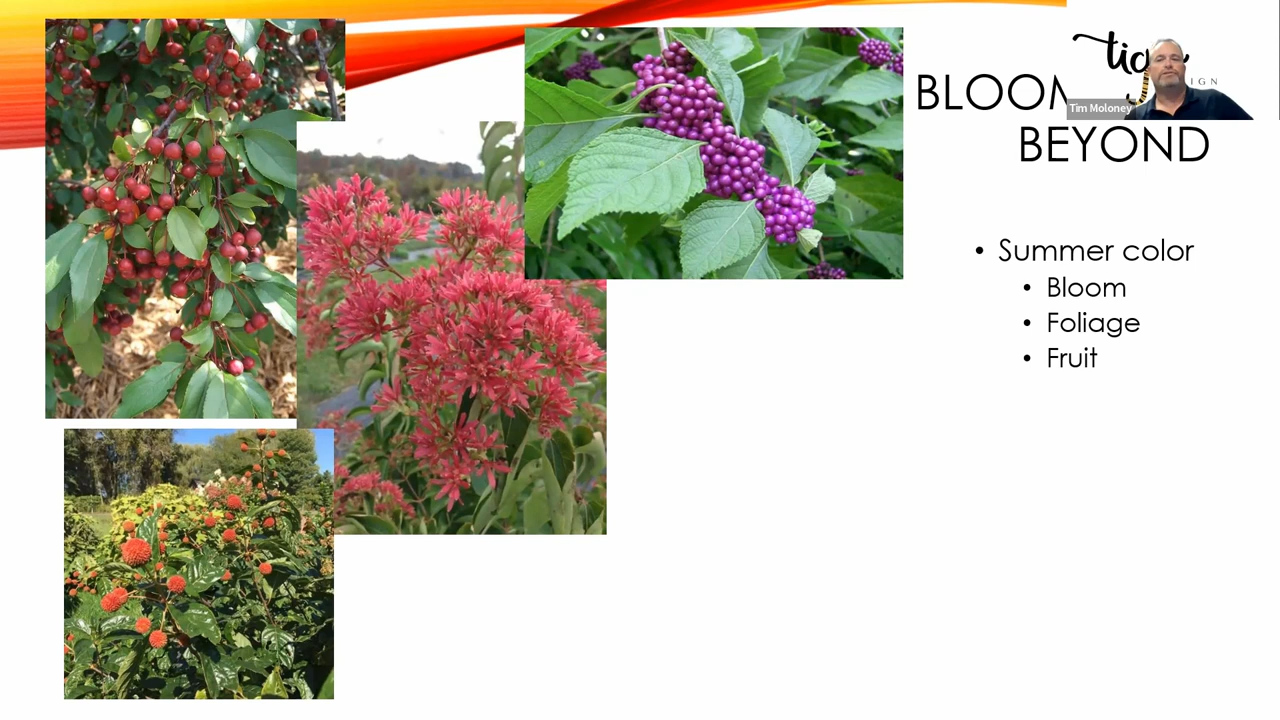 BLOOM
BEYOND
Tim Moloney
• Summer color
• Bloom
• Foliage
• Fruit